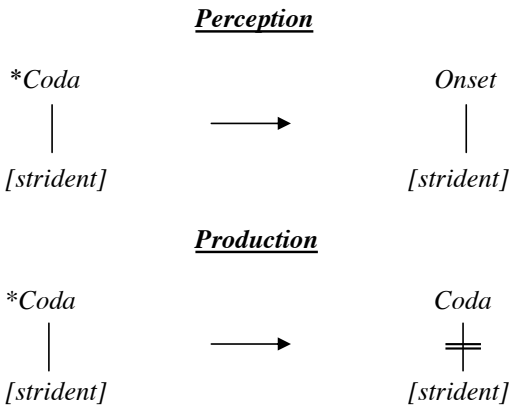 Perception
*Coda Onset
[strident] [strident]
Production
*Coda Coda
[strident] [strident]